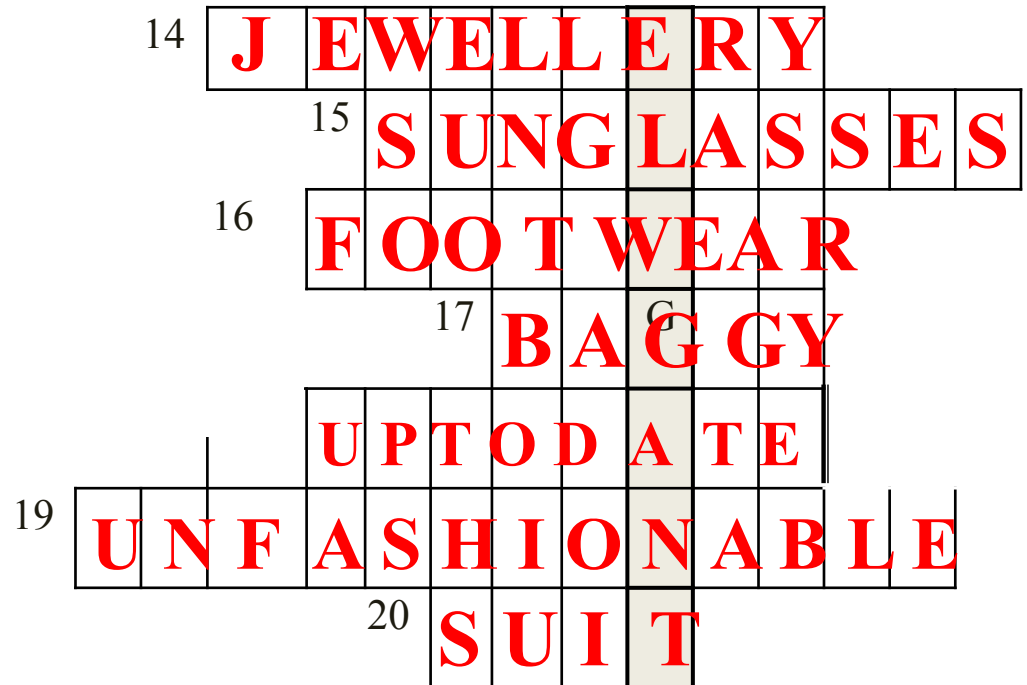 14 JEWELLERY
15 SUNGLASSES
16 FOOTWEAR
17 BAGGY G
UPTODATE
19 UNFASHIONABLE
20 SUIT